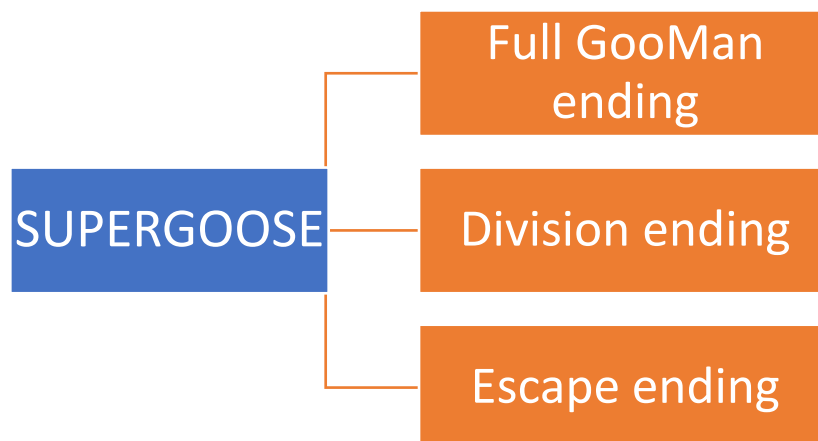 SUPERGOOSE
Full GooMan
ending
Division ending
Escape ending